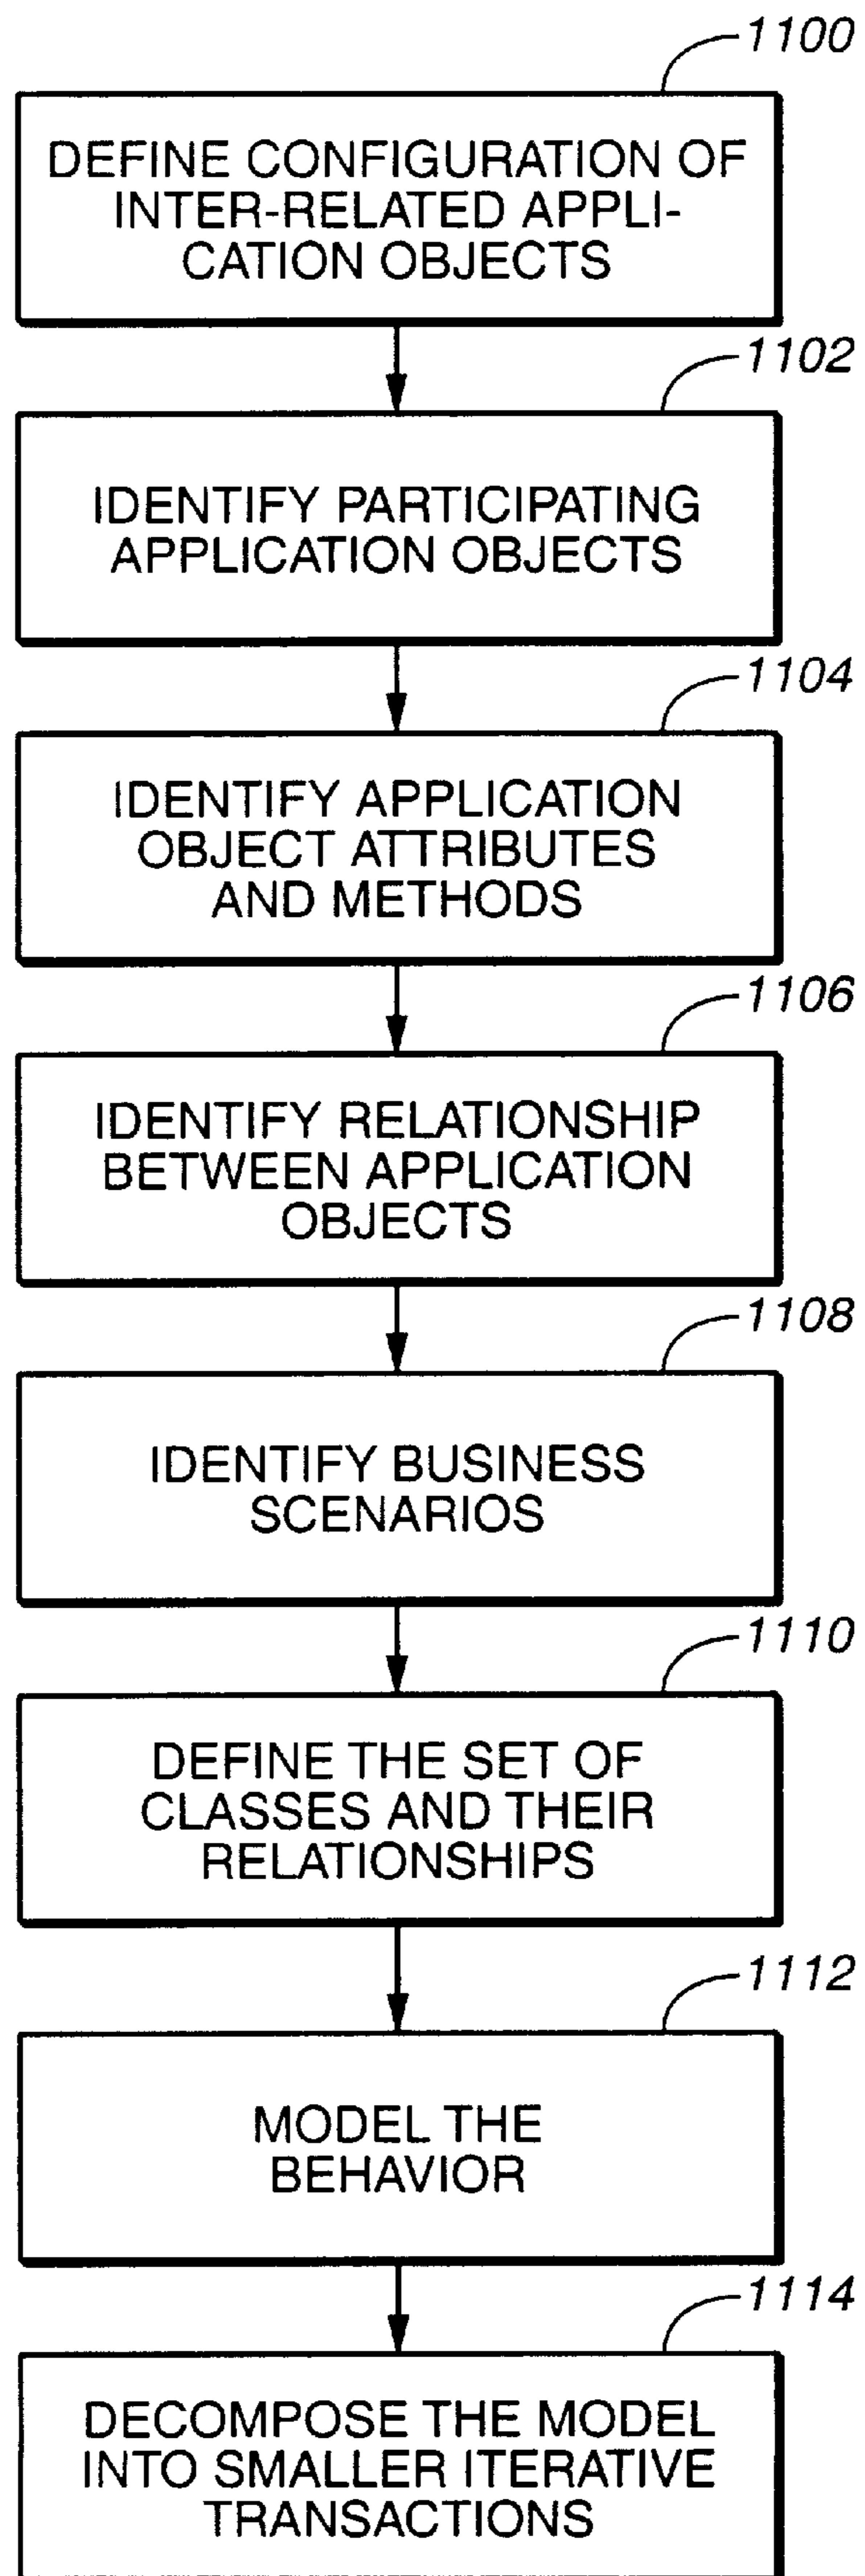 1100
DEFINE CONFIGURATION OF
INTER-RELATED APPLI-
CATION OBJECTS
1102
IDENTIFY PARTICIPATING
APPLICATION OBJECTS
1104
IDENTIFY APPLICATION
OBJECT ATTRIBUTES
AND METHODS
1106
IDENTIFY RELATIONSHIP
BETWEEN APPLICATION
OBJECTS
1108
IDENTIFY BUSINESS
SCENARIOS
1110
DEFINE THE SET OF
CLASSES AND THEIR
RELATIONSHIPS
1112
MODEL THE
BEHAVIOR
1114
DECOMPOSE THE MODEL
INTO SMALLER ITERATIVE
TRANSACTIONS